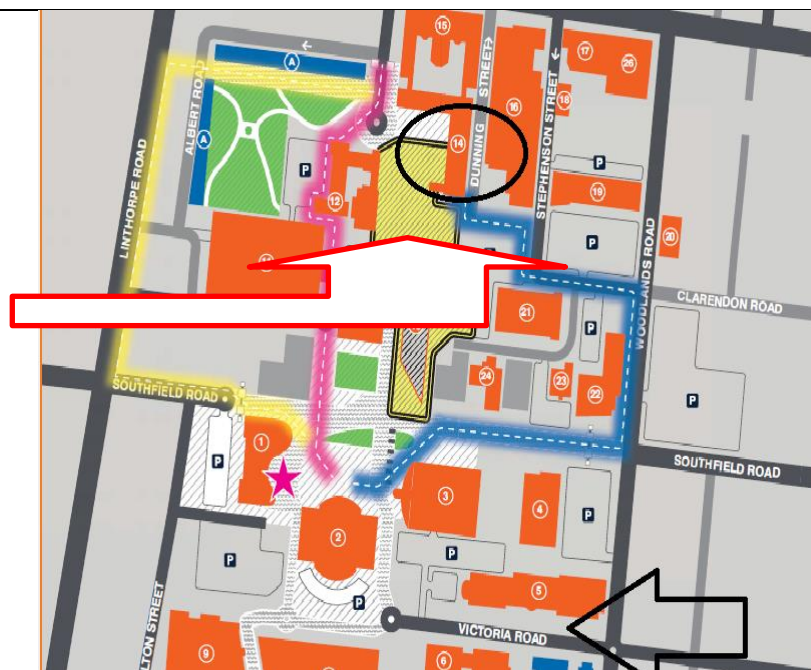 15
17
26
A
DUNNING STREET
16
STEPHENSON STREET
18
ALBERT ROAD
14
P
A
P
19
12
LINTHORPE ROAD
P
20
WOODLANDS ROAD
P
CLARENDON ROAD
21
P
24
23
22
P
SOUTHFIELD ROAD
1
P
SOUTHFIELD ROAD
3
4
P
2
P
P
5
P
VICTORIA ROAD
9
6